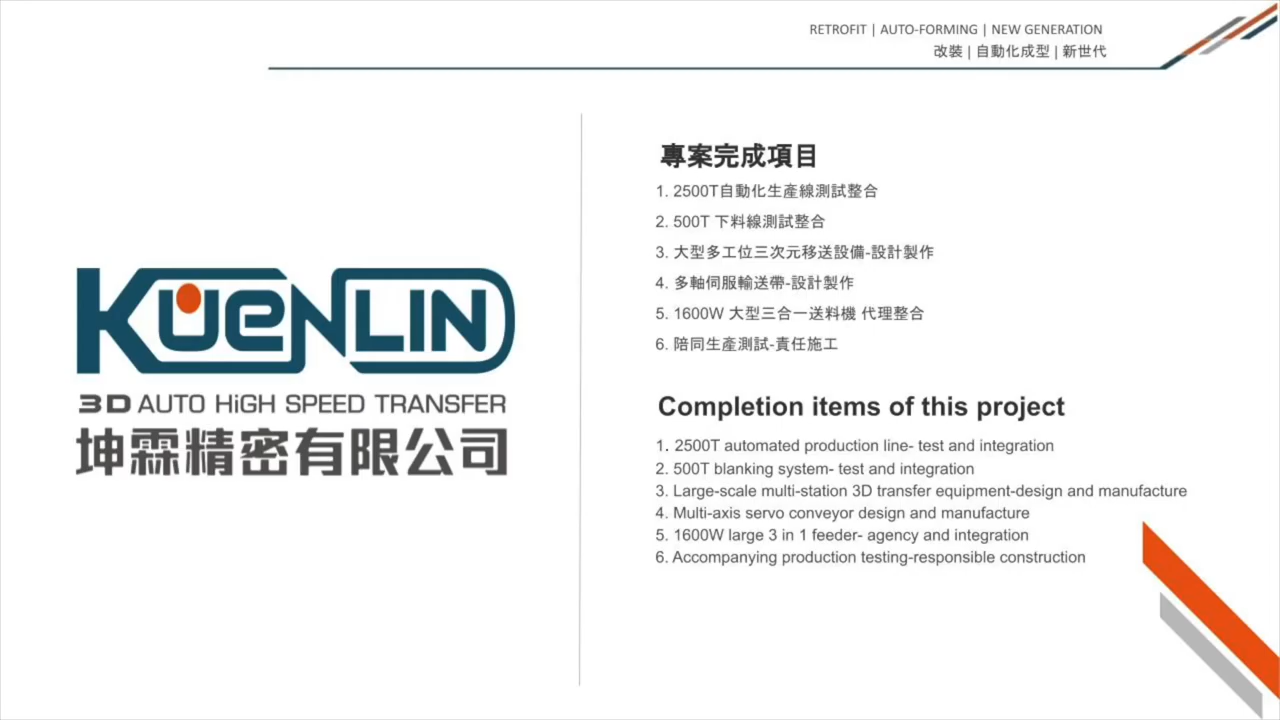 RETROFIT | AUTO-FORMING | NEW GENERATION
改裝 | 自動化成型 | 新世代
KUENLIN
3D AUTO HiGH SPEED TRANSFER
坤霖精密有限公司
專案完成項目
1. 2500T自動化生產線測試整合
2. 500T 下料線測試整合
3. 大型多工位三次元移送設備-設計製作
4. 多軸伺服輸送帶-設計製作
5. 1600W 大型三合一送料機 代理整合
6. 陪同生產測試-責任施工
Completion items of this project
1. 2500T automated production line- test and integration
2. 500T blanking system- test and integration
3. Large-scale multi-station 3D transfer equipment-design and manufacture
4. Multi-axis servo conveyor design and manufacture
5. 1600W large 3 in 1 feeder- agency and integration
6. Accompanying production testing-responsible construction